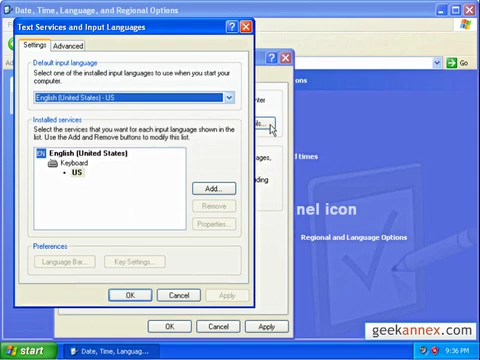 Date, Time, Language, and Regional Options
Text Services and Input Languages
Settings
Advanced
Default input language
Select one of the installed input languages to use when you start your
computer.
English (United States) - US
Installed services
Select the services that you want for each input language shown in the
list. Use the Add and Remove buttons to modify this list.
EN English (United States)
Keyboard
• US
Add...
Remove
Properties...
Preferences
Language Bar...
Key Settings...
OK
Cancel
Apply
Go
nel icon
Regional and Language Options
OK
Cancel
Apply
geekannex.com
start
Date, Time, Languag...
9:36 PM